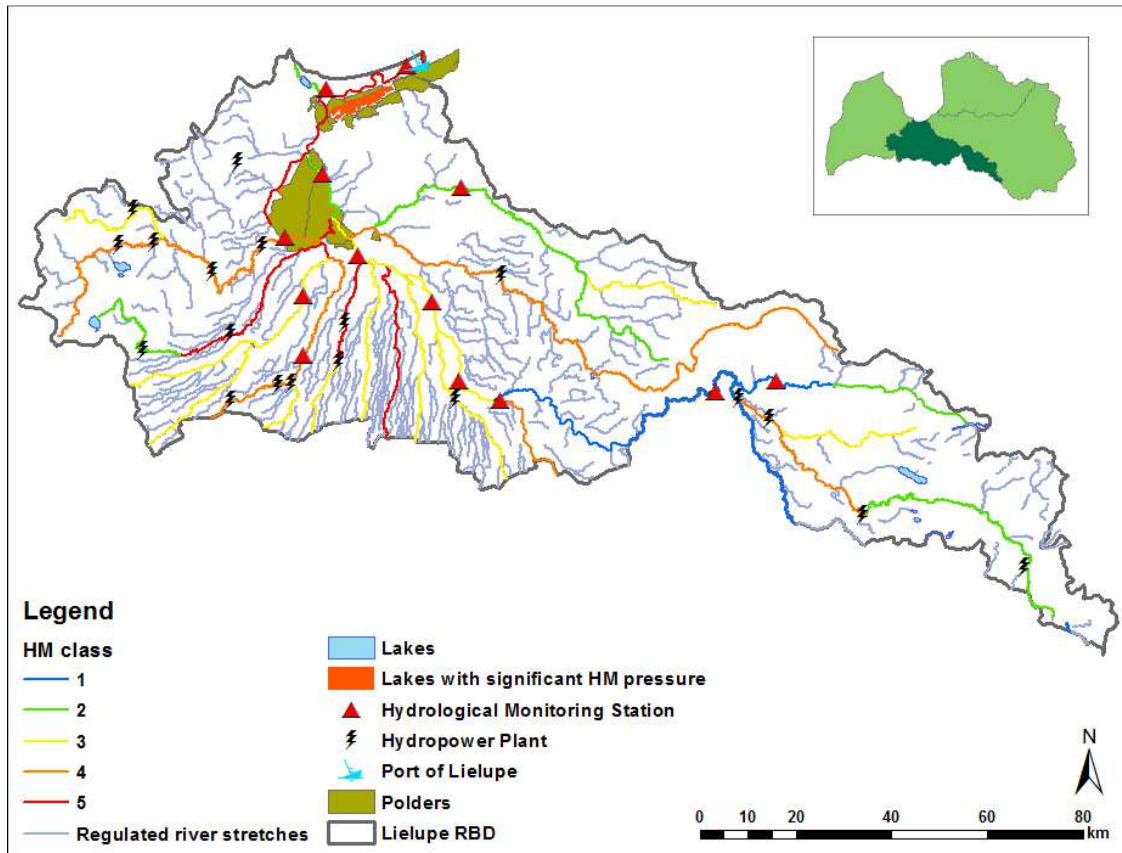 Legend
HM class
1
2
3
4
5
Regulated river stretches
Lakes
Lakes with significant HM pressure
Hydrological Monitoring Station
Hydropower Plant
Port of Lielupe
Polders
Lielupe RBD
N
0 10 20 40 60 80
km